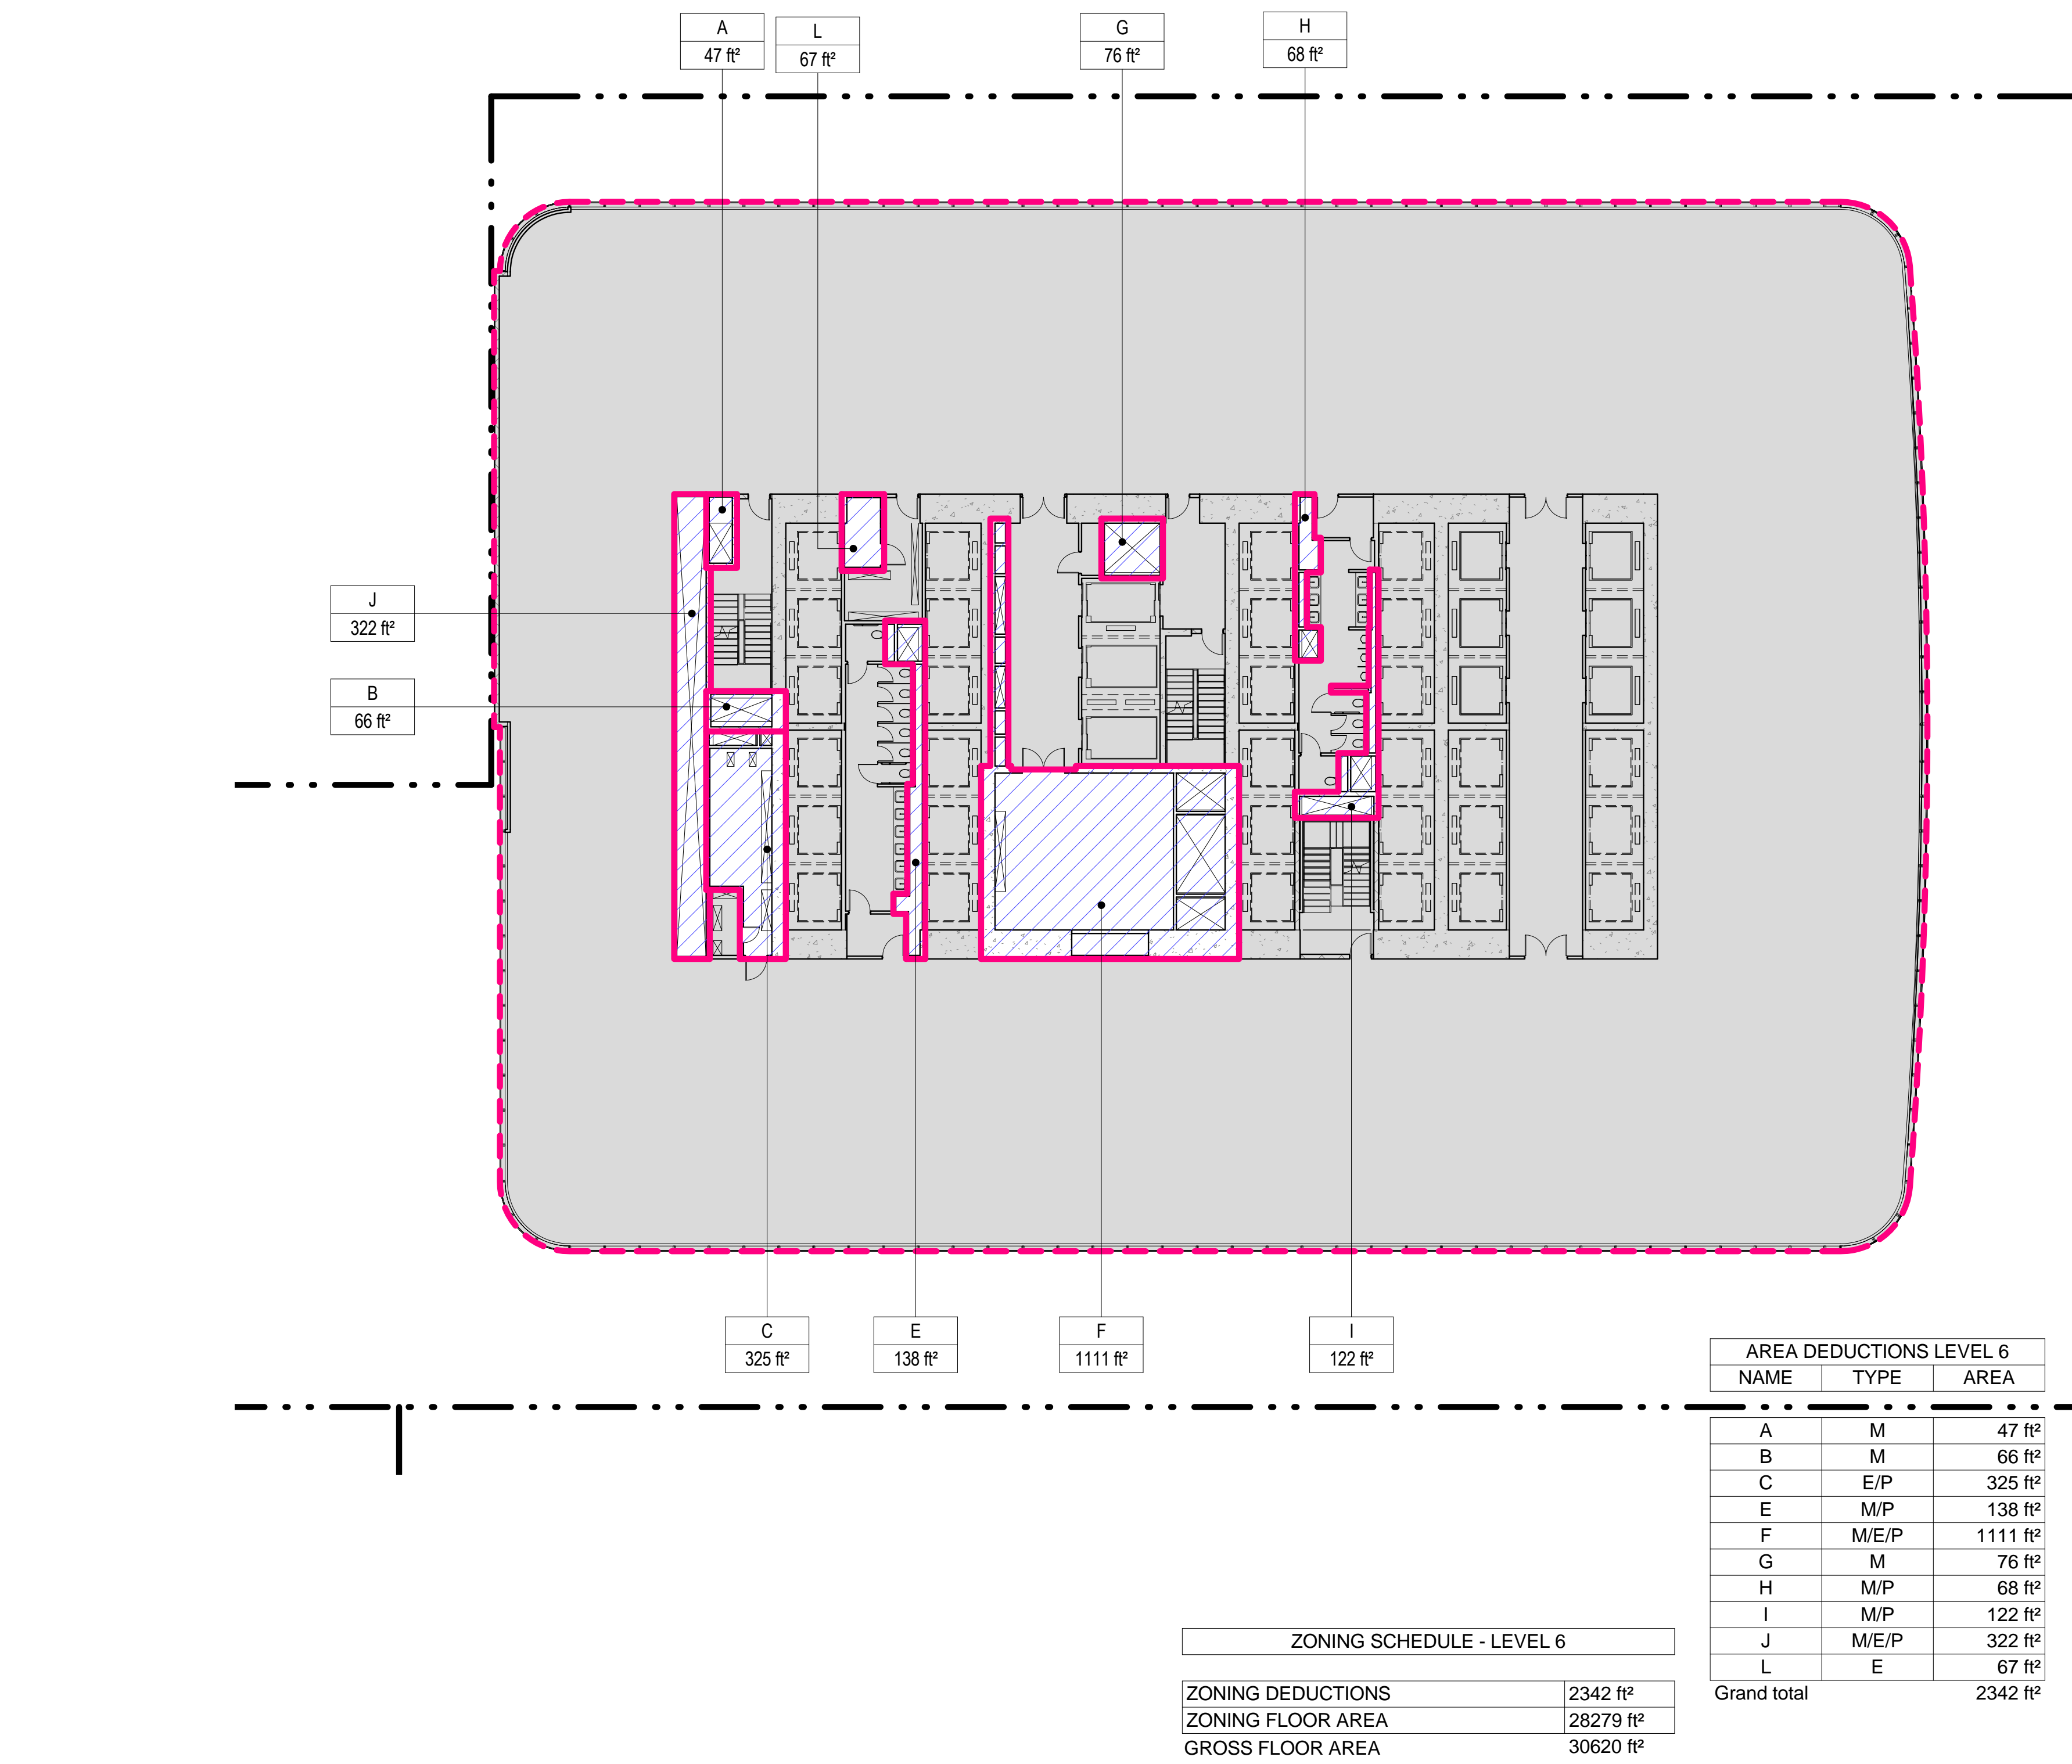 A
47 ft²
L
67 ft²
G
76 ft²
H
68 ft²
J
322 ft²
B
66 ft²
C
325 ft²
E
138 ft²
F
1111 ft²
I
122 ft²
AREA DEDUCTIONS LEVEL 6
NAME TYPE AREA
A M 47 ft²
B M 66 ft²
C E/P 325 ft²
E M/P 138 ft²
F M/E/P 1111 ft²
G M 76 ft²
H M/P 68 ft²
I M/P 122 ft²
J M/E/P 322 ft²
L E 67 ft²
Grand total 2342 ft²
ZONING SCHEDULE - LEVEL 6
ZONING DEDUCTIONS 2342 ft²
ZONING FLOOR AREA 28279 ft²
GROSS FLOOR AREA 30620 ft²